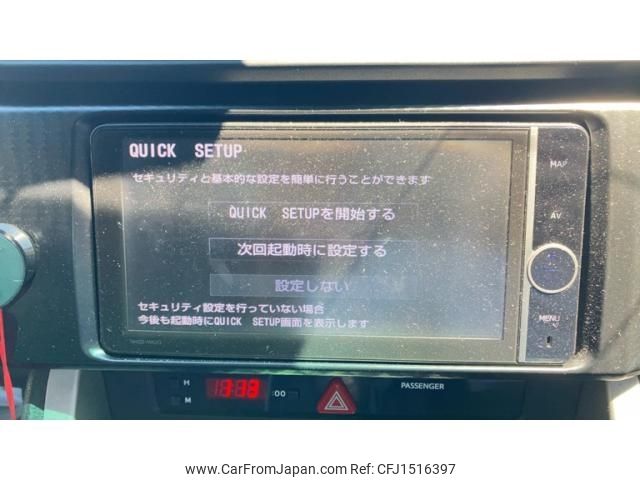 QUICK SETUP
セキュリティと基本的な設定を簡単に行うことができます
QUICK SETUPを開始する
次回起動時に設定する
設定しない
セキュリティ設定を行っていない場合
今後も起動時にQUICK SETUP画面を表示します
MAP
AV
MENU
H
M
:00
PASSENGER
© www.CarFromJapan.com, CFJ1516397